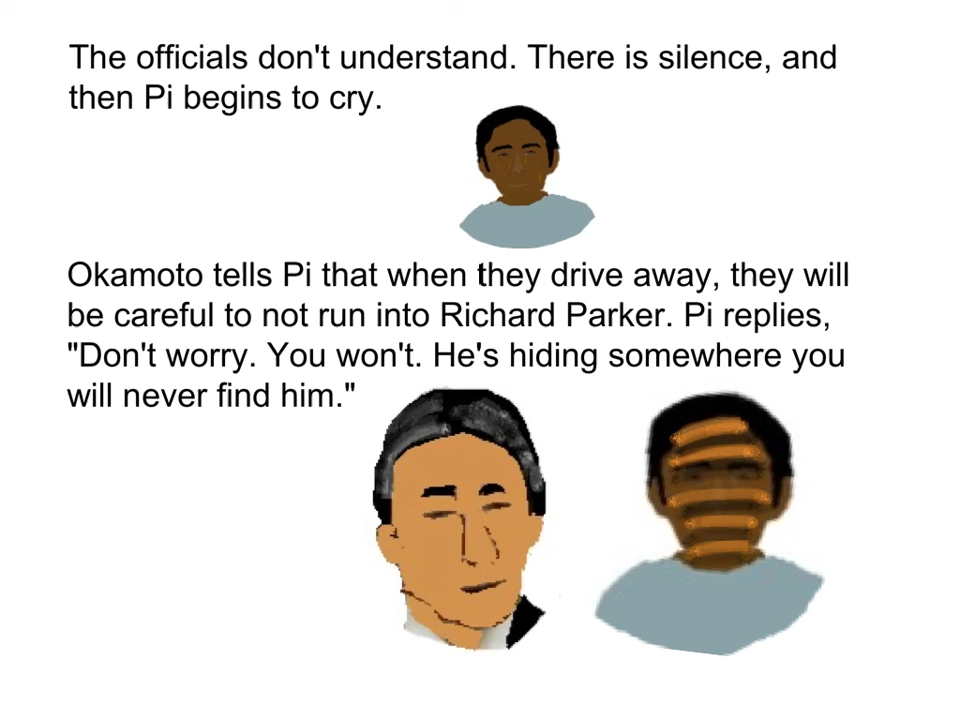 The officials don't understand. There is silence, and
then Pi begins to cry.
Okamoto tells Pi that when they drive away, they will
be careful to not run into Richard Parker. Pi replies,
"Don't worry. You won't. He's hiding somewhere you
will never find him."